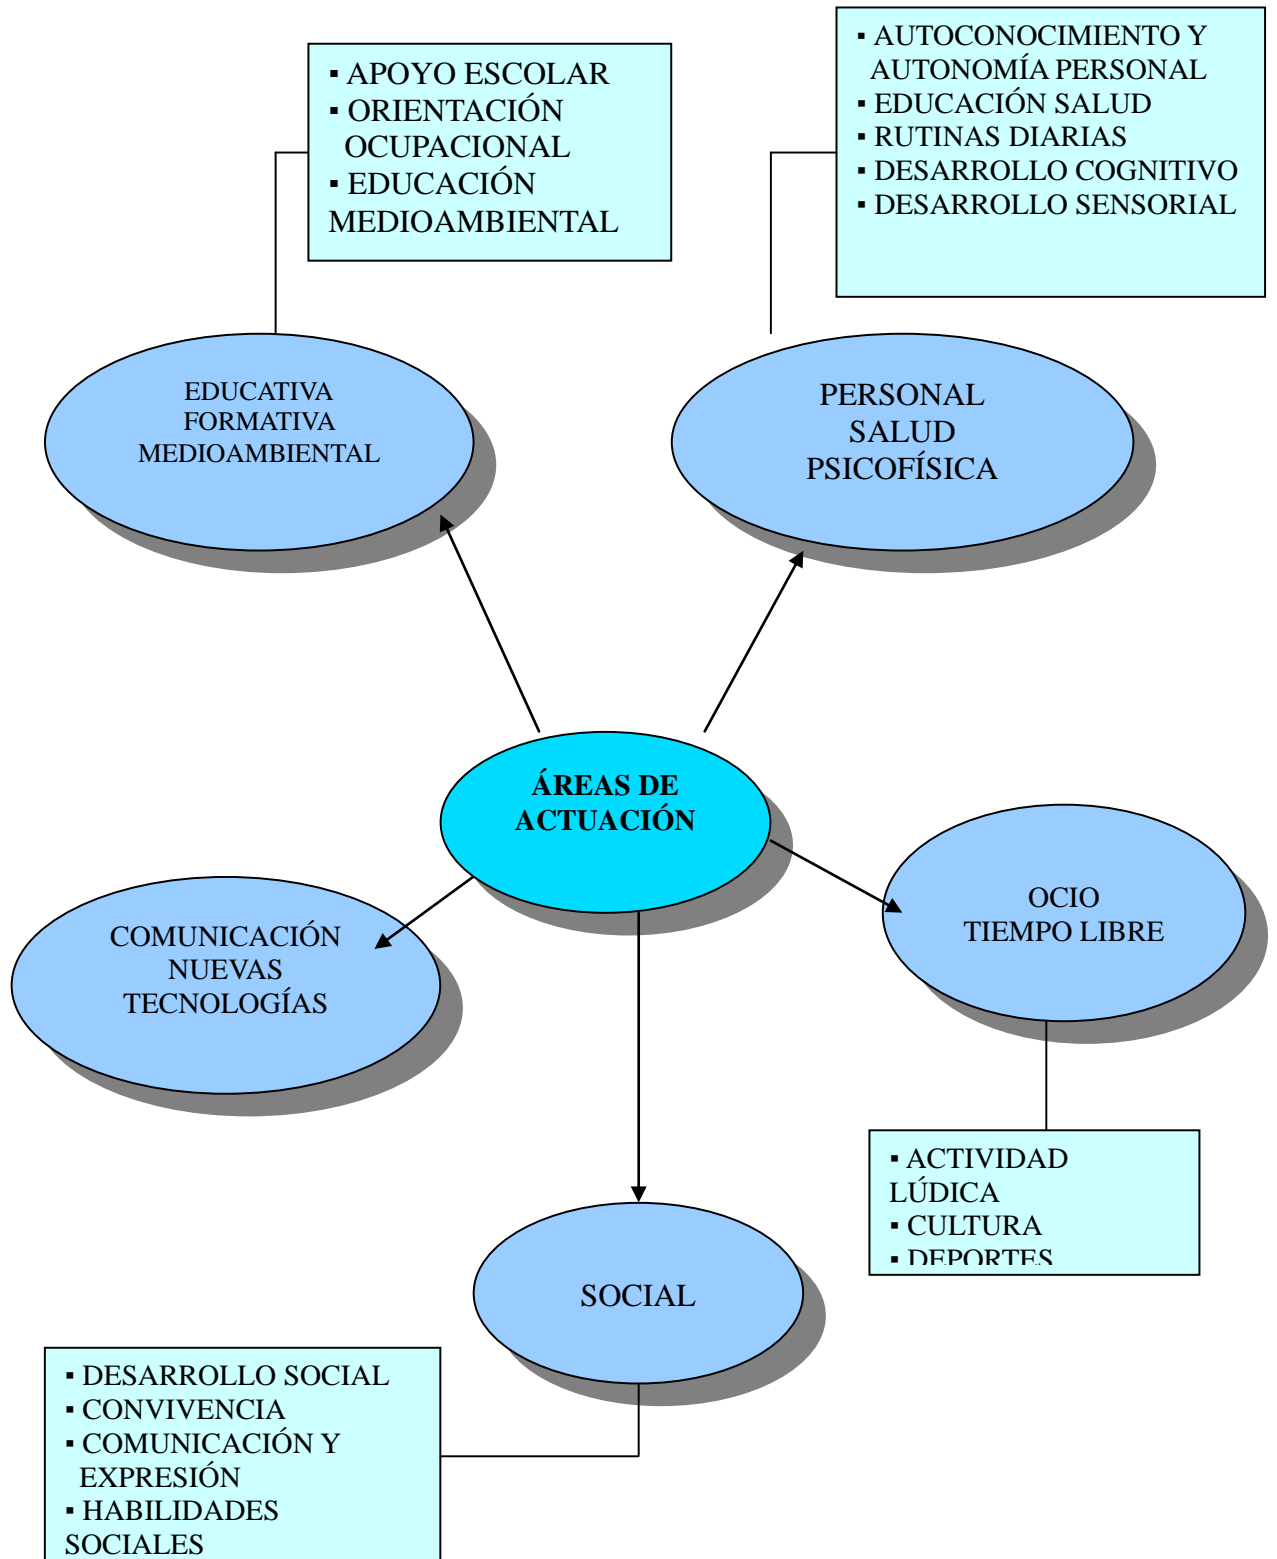 ▪ APOYO ESCOLAR
▪ ORIENTACIÓN
OCUPACIONAL
▪ EDUCACIÓN
MEDIOAMBIENTAL
▪ AUTOCONOCIMIENTO Y
AUTONOMÍA PERSONAL
▪ EDUCACIÓN SALUD
▪ RUTINAS DIARIAS
▪ DESARROLLO COGNITIVO
▪ DESARROLLO SENSORIAL
EDUCATIVA
FORMATIVA
MEDIOAMBIENTAL
PERSONAL
SALUD
PSICOFÍSICA
ÁREAS DE
ACTUACIÓN
COMUNICACIÓN
NUEVAS
TECNOLOGÍAS
OCIO
TIEMPO LIBRE
▪ ACTIVIDAD
LÚDICA
▪ CULTURA
▪ DEPORTES
SOCIAL
▪ DESARROLLO SOCIAL
▪ CONVIVENCIA
▪ COMUNICACIÓN Y
EXPRESIÓN
▪ HABILIDADES
SOCIALES